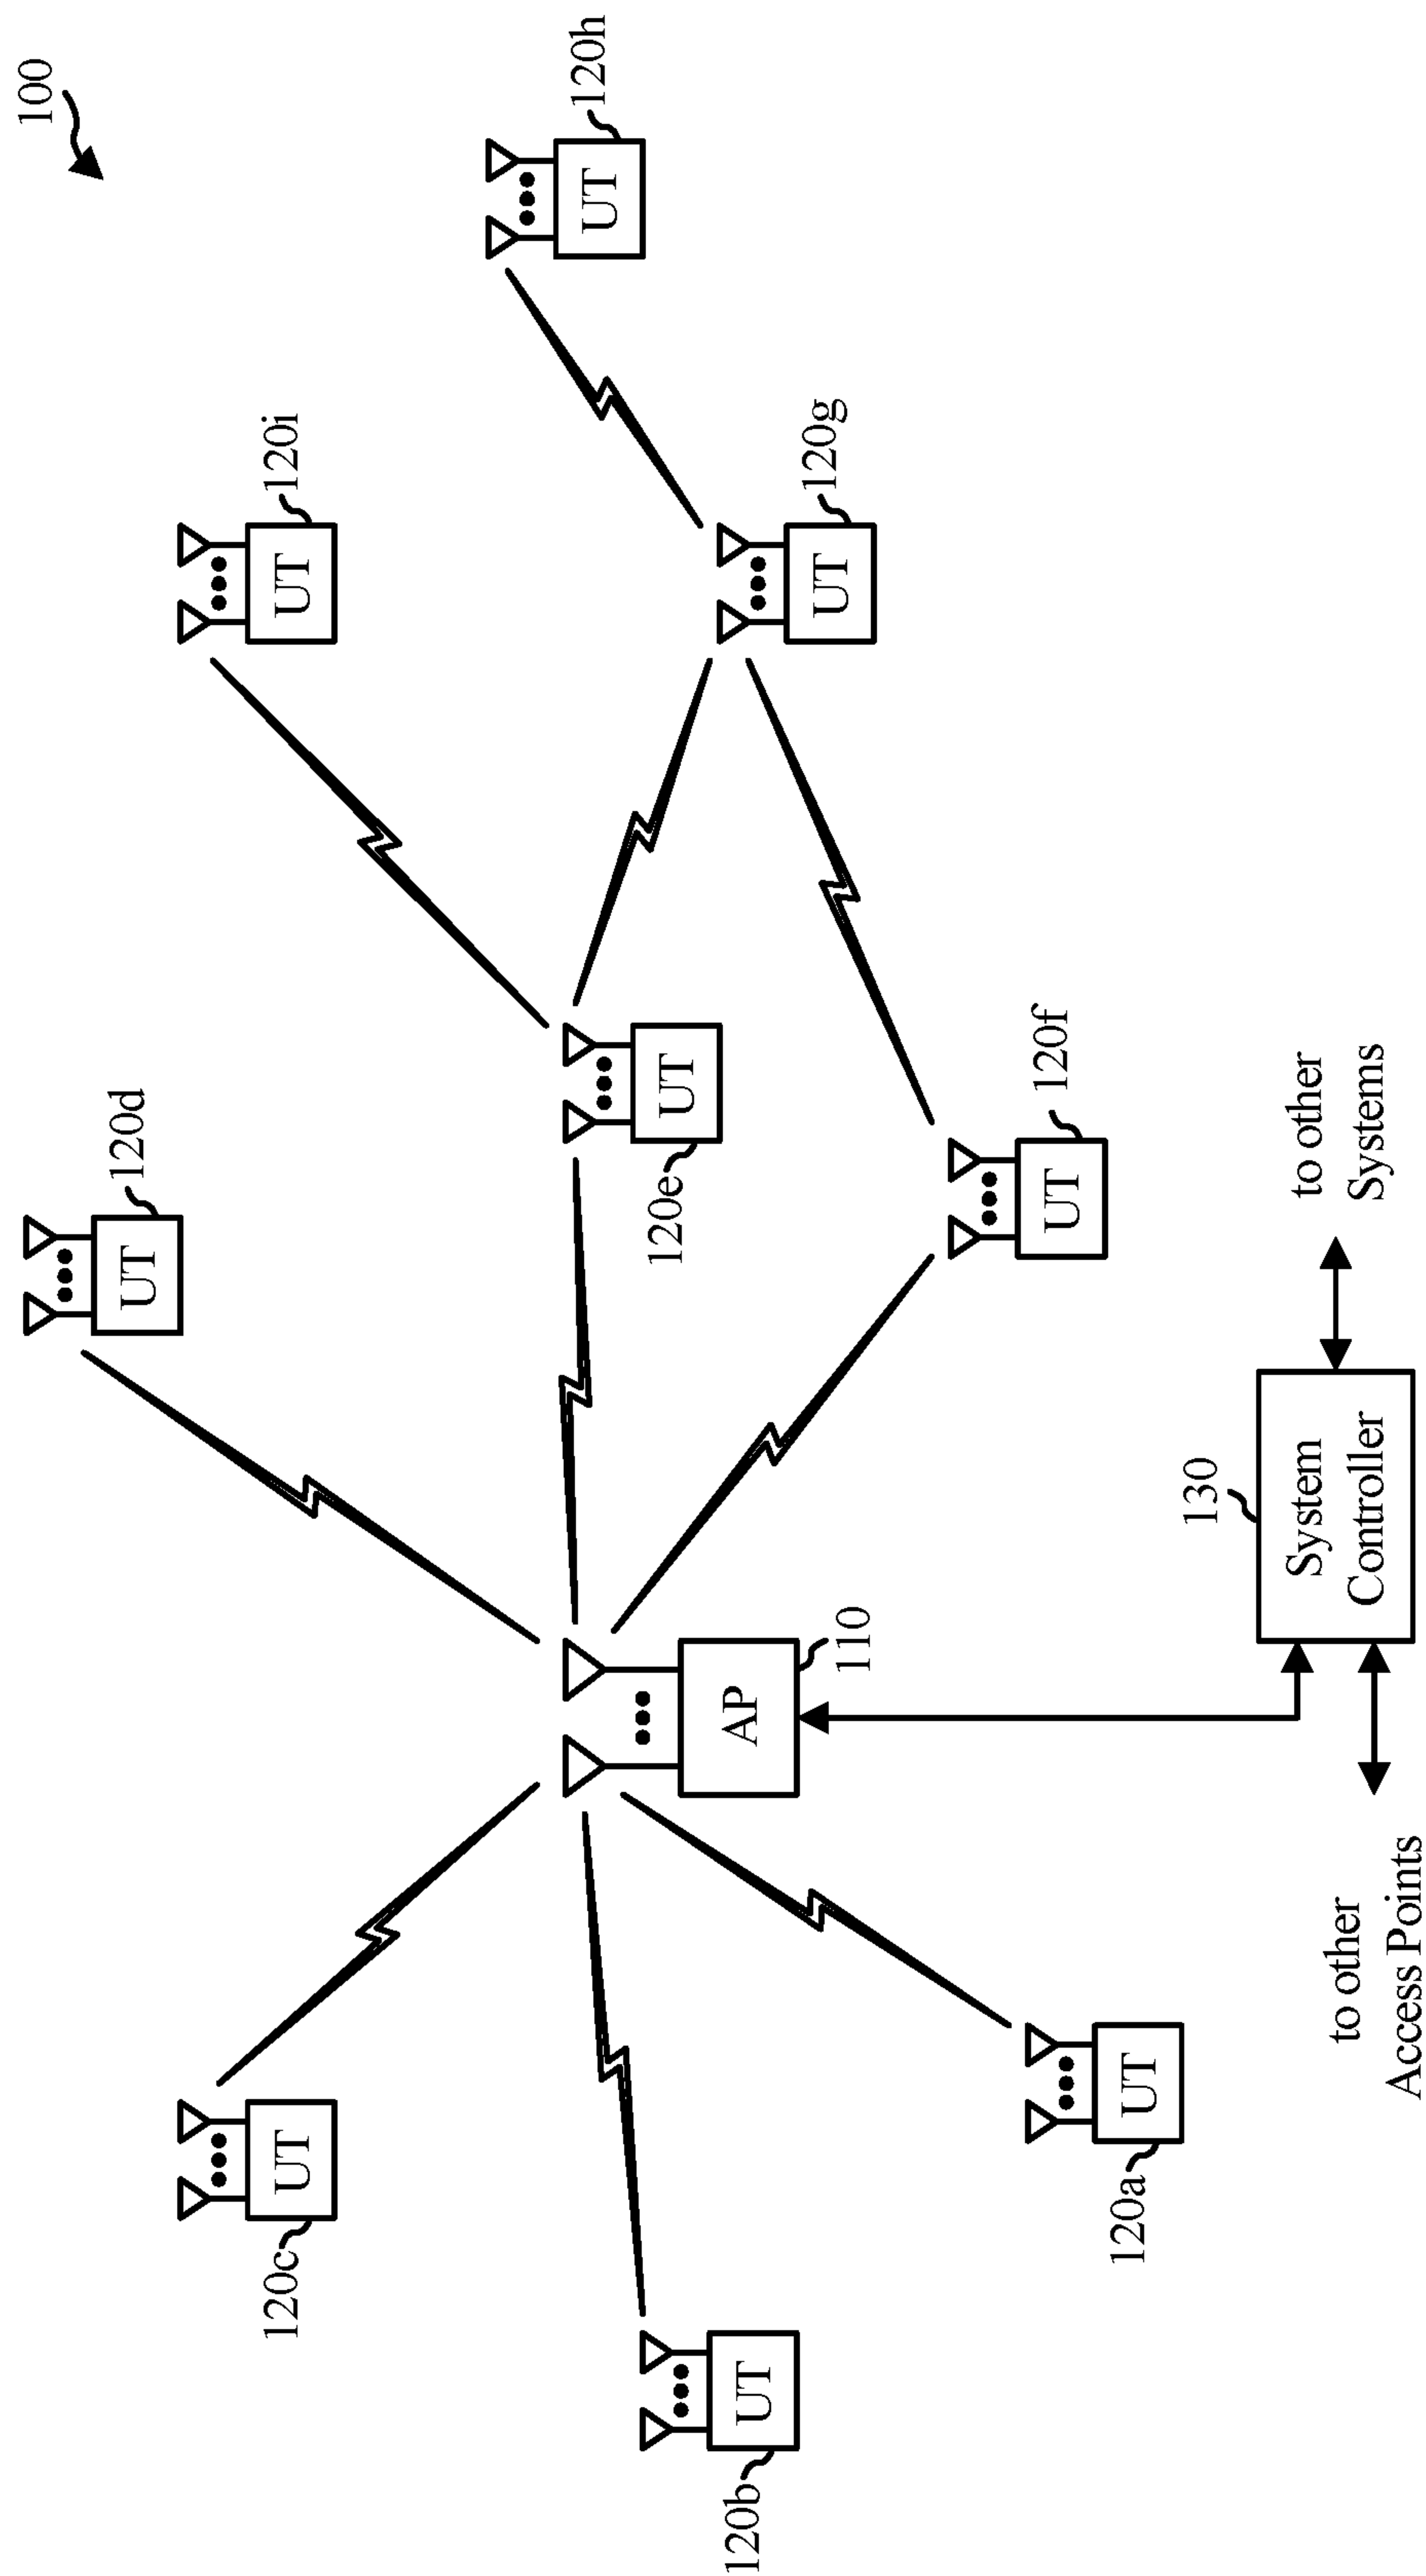 100
120d
UT
120i
UT
120h
UT
120c
UT
UT
120e
UT
120g
120b
UT
AP
110
UT
120f
120a
UT
130
System
Controller
to other
Systems
to other
Access Points